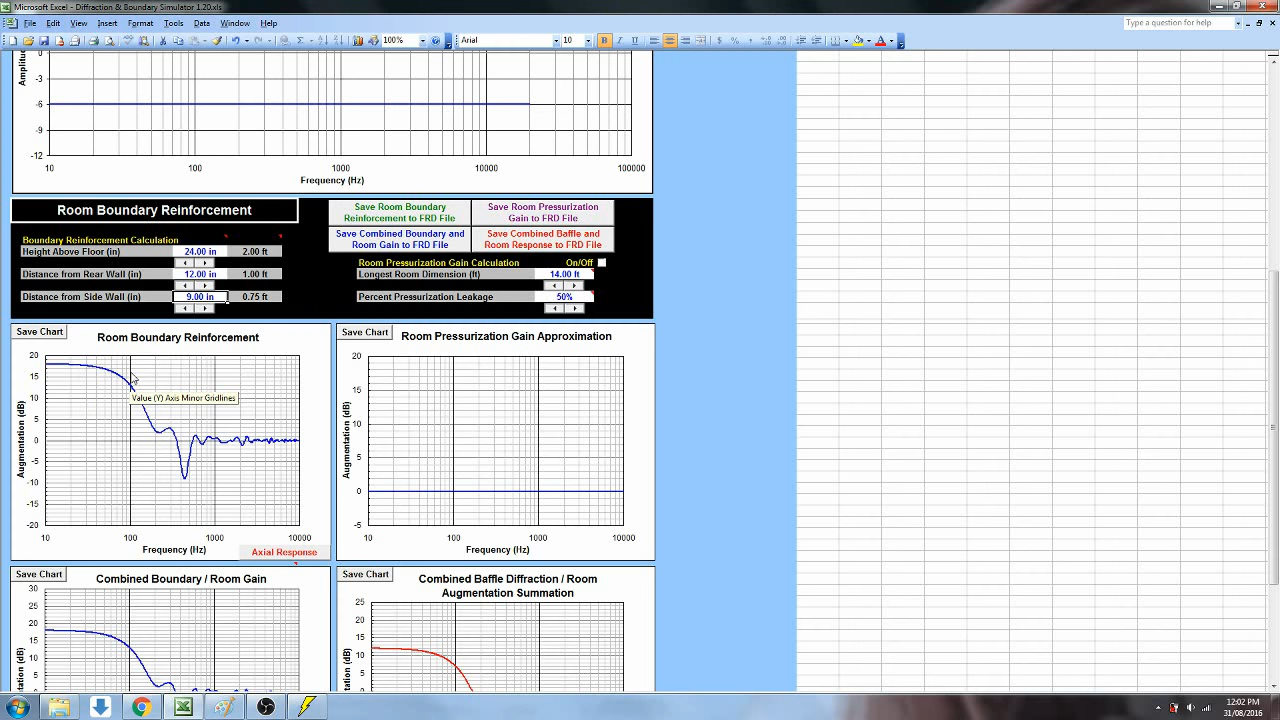 Microsoft Excel - Diffraction & Boundary Simulator 1.20.xls
File Edit View Insert Format Tools Data Window Help
Type a question for help
100%
Arial
10
B I U
-3
-6
-9
-12
10 100 1000 10000 100000
Frequency (Hz)
Room Boundary Reinforcement
Boundary Reinforcement Calculation
Height Above Floor (in) 24.00 in 2.00 ft
Distance from Rear Wall (in) 12.00 in 1.00 ft
Distance from Side Wall (in) 9.00 in 0.75 ft
Save Room Boundary
Reinforcement to FRD File
Save Room Pressurization
Gain to FRD File
Save Combined Boundary and
Room Gain to FRD File
Save Combined Baffle and
Room Response to FRD File
Room Pressurization Gain Calculation On/Off
Longest Room Dimension (ft) 14.00 ft
Percent Pressurization Leakage 50%
Save Chart
Room Boundary Reinforcement
20
15
10
5
0
-5
-10
-15
-20
Augmentation (dB)
Value (Y) Axis Minor Gridlines
10 100 1000 10000
Frequency (Hz)
Axial Response
Save Chart
Room Pressurization Gain Approximation
20
15
10
5
0
-5
Augmentation (dB)
10 100 1000 10000
Frequency (Hz)
Save Chart
Combined Boundary / Room Gain
30
25
20
15
10
5
0
tation (dB)
Save Chart
Combined Baffle Diffraction / Room
Augmentation Summation
25
20
15
10
5
0
tation (dB)
12:02 PM
31/08/2016